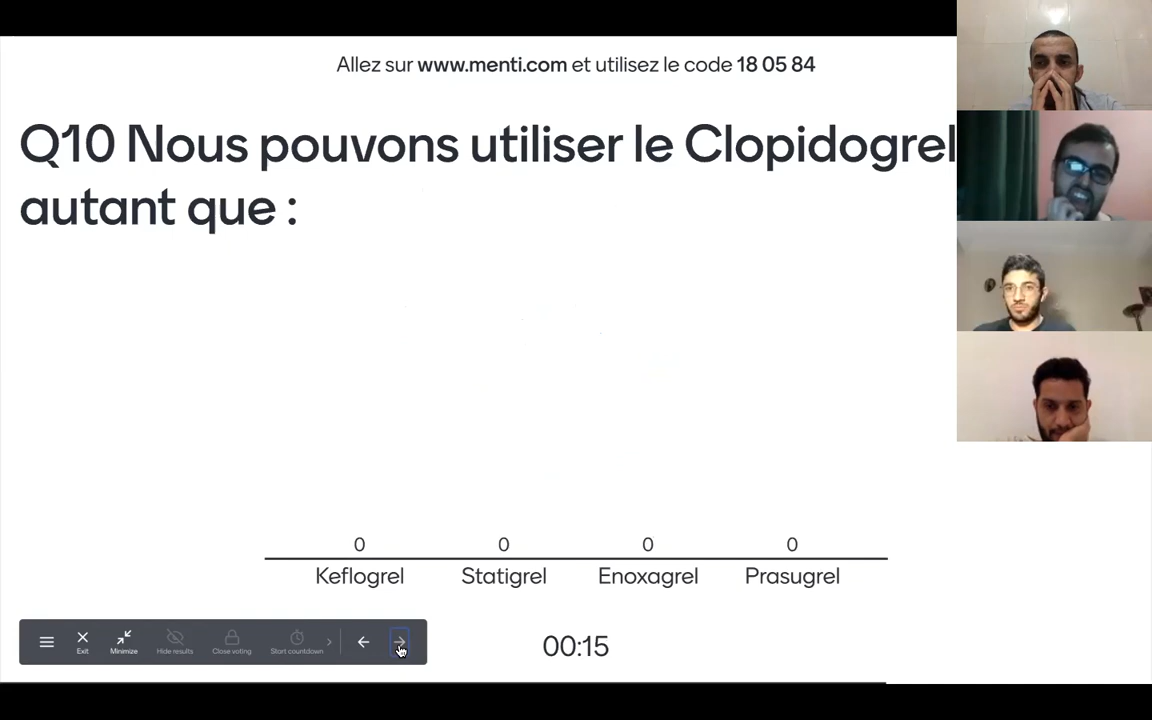 Allez sur www.menti.com et utilisez le code 18 05 84
Q10 Nous pouvons utiliser le Clopidogrel
autant que :
0 0 0 0
Keflogrel Statigrel Enoxagrel Prasugrel
Exit Minimize Hide results Close voting Start countdown
00:15